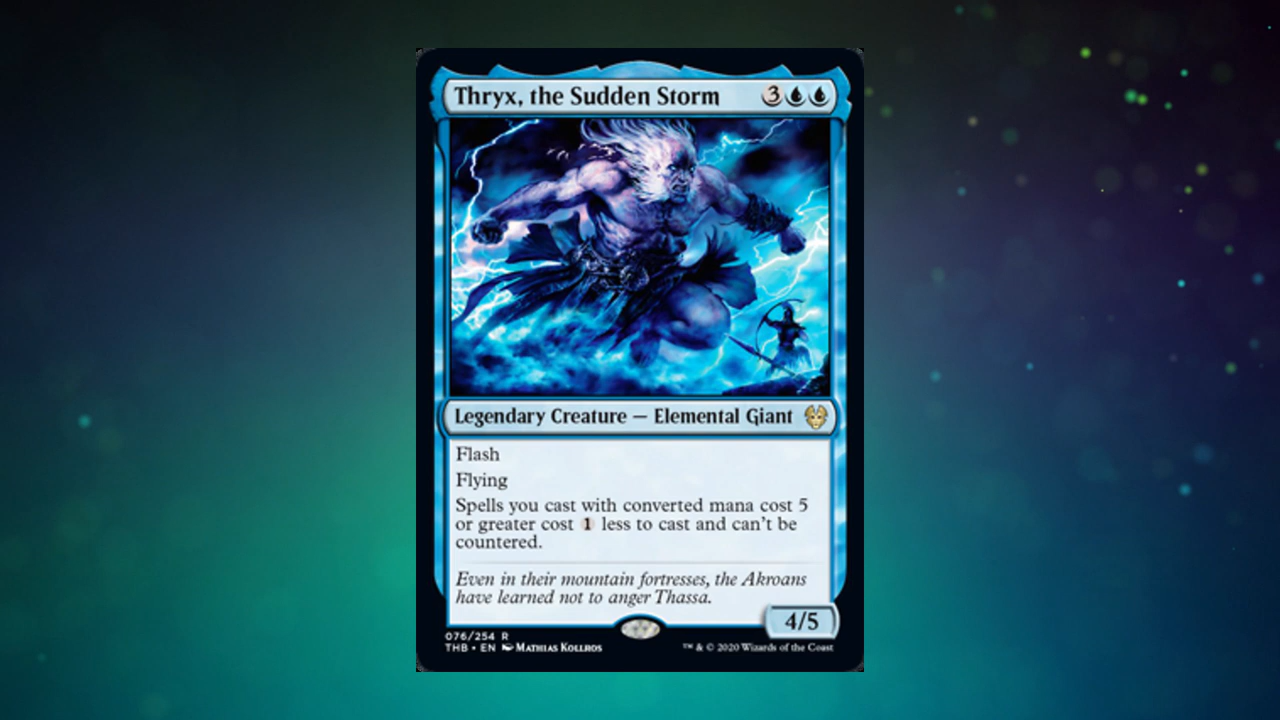 Thryx, the Sudden Storm 3
Legendary Creature — Elemental Giant
Flash
Flying
Spells you cast with converted mana cost 5
or greater cost 1 less to cast and can't be
countered.
Even in their mountain fortresses, the Akroans
have learned not to anger Thassa.
4/5
076/254 R
THB • EN Mathias Kollros
™ & © 2020 Wizards of the Coast